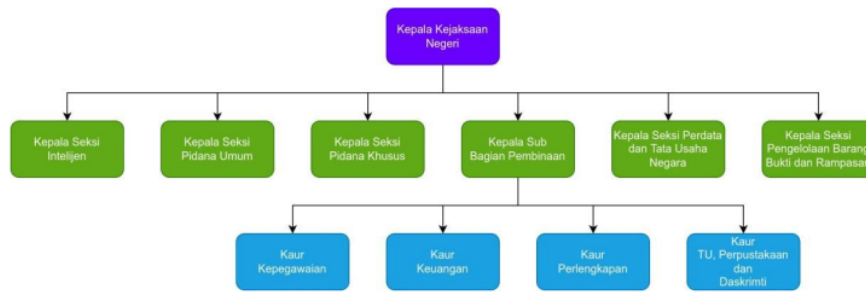 Kepala Kejaksaan
Negeri
Kepala Seksi
Intelijen
Kepala Seksi
Pidana Umum
Kepala Seksi
Pidana Khusus
Kepala Sub
Bagian Pembinaan
Kepala Seksi Perdata
dan Tata Usaha
Negara
Kepala Seksi
Pengelolaan Barang
Bukti dan Rampasan
Kaur
Kepegawaian
Kaur
Keuangan
Kaur
Perlengkapan
Kaur
TU, Perpustakaan
dan
Daskrimti